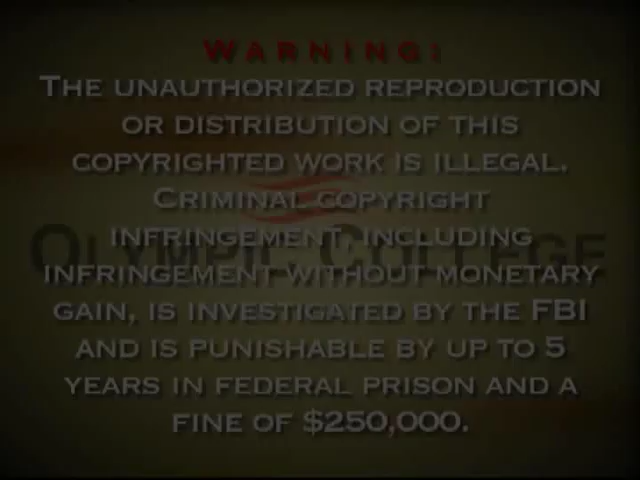 WARNING:
THE UNAUTHORIZED REPRODUCTION
OR DISTRIBUTION OF THIS
COPYRIGHTED WORK IS ILLEGAL.
CRIMINAL COPYRIGHT
INFRINGEMENT, INCLUDING
OLYMPIC COLLEGE
INFRINGEMENT WITHOUT MONETARY
GAIN, IS INVESTIGATED BY THE FBI
AND IS PUNISHABLE BY UP TO 5
YEARS IN FEDERAL PRISON AND A
FINE OF $250,000.